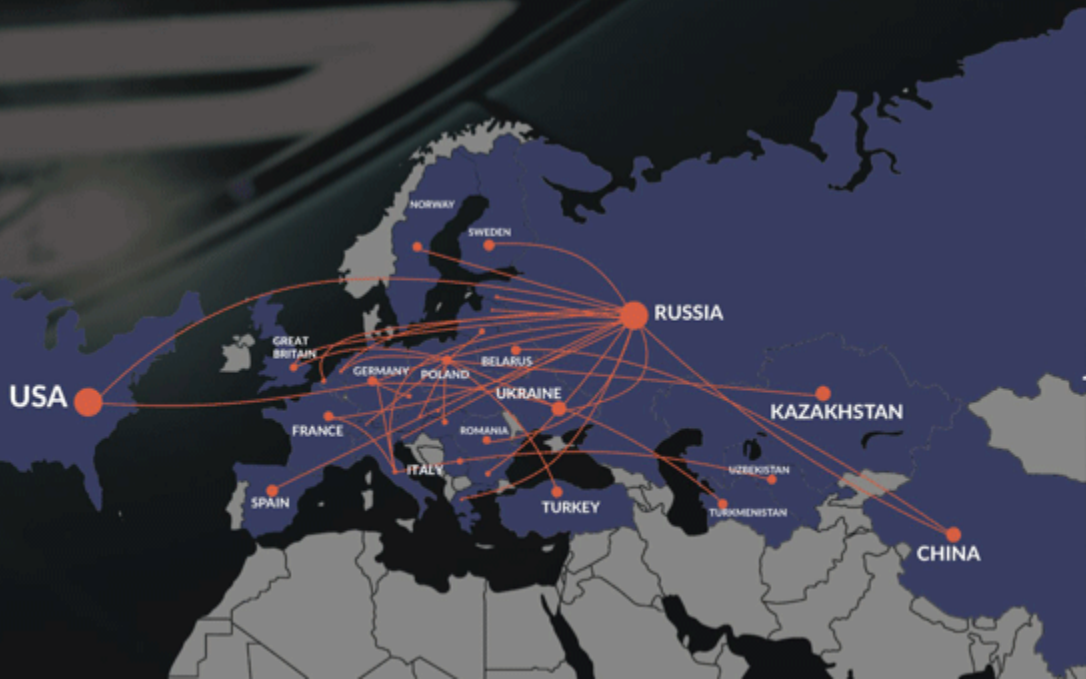 NORWAY
SWEDEN
RUSSIA
GREAT
BRITAIN
BELARUS
GERMANY
POLAND
USA
UKRAINE
KAZAKHSTAN
FRANCE
ROMANIA
ITALY
UZBEKISTAN
SPAIN
TURKEY
TURKMENISTAN
CHINA